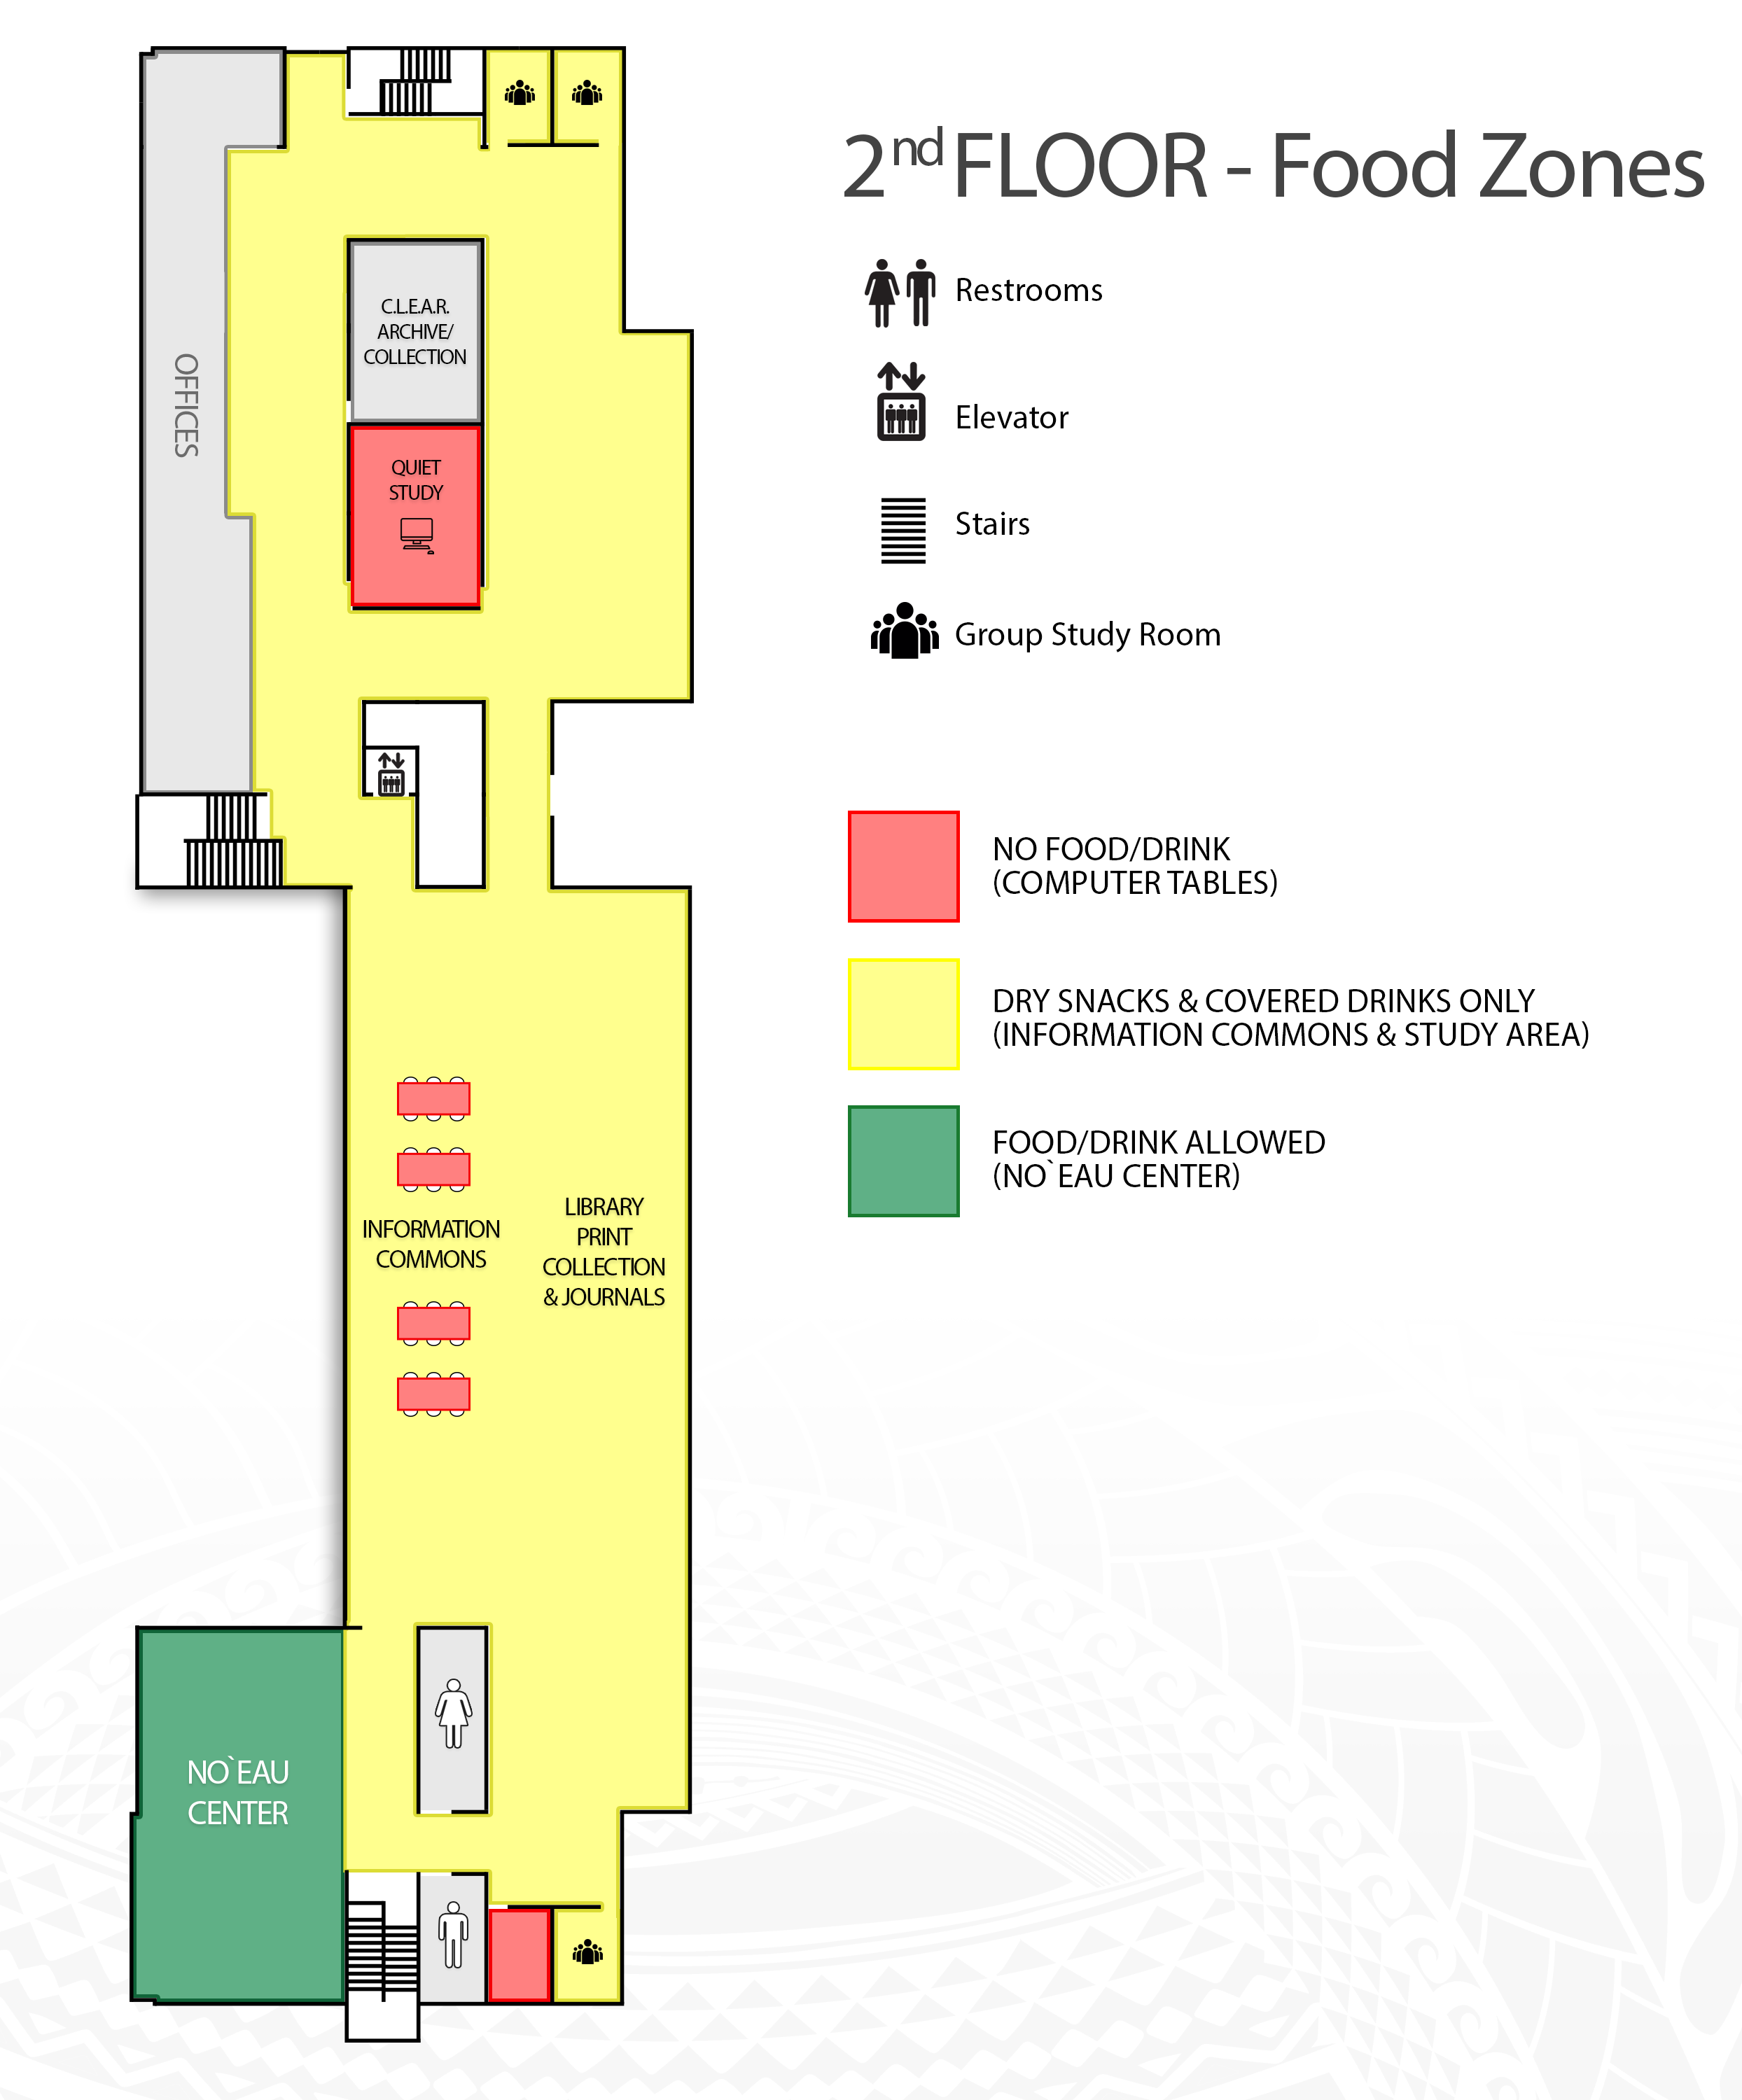 2nd FLOOR - Food Zones
Restrooms
Elevator
Stairs
Group Study Room
NO FOOD/DRINK
(COMPUTER TABLES)
DRY SNACKS & COVERED DRINKS ONLY
(INFORMATION COMMONS & STUDY AREA)
FOOD/DRINK ALLOWED
(NO`EAU CENTER)
OFFICES
C.L.E.A.R.
ARCHIVE/
COLLECTION
QUIET
STUDY
INFORMATION
COMMONS
LIBRARY
PRINT
COLLECTION
& JOURNALS
NO`EAU
CENTER